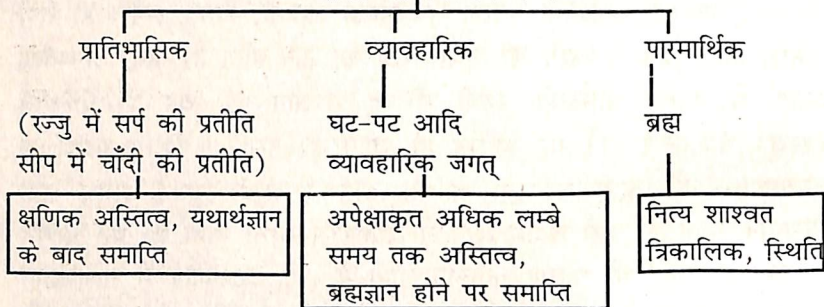 प्रातिभासिक
व्यावहारिक
पारमार्थिक
(रज्जु में सर्प की प्रतीति
सीप में चाँदी की प्रतीति)
घट-पट आदि
व्यावहारिक जगत्
ब्रह्म
क्षणिक अस्तित्व, यथार्थज्ञान
के बाद समाप्ति
अपेक्षाकृत अधिक लम्बे
समय तक अस्तित्व,
ब्रह्मज्ञान होने पर समाप्ति
नित्य शाश्वत
त्रिकालिक, स्थिति